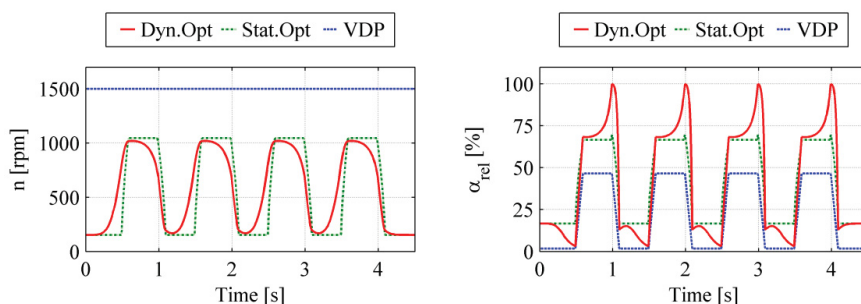 Dyn.Opt Stat.Opt VDP
1500
1000
500
0
n [rpm]
0 1 2 3 4
Time [s]
Dyn.Opt Stat.Opt VDP
100
75
50
25
0
α_rel [%]
0 1 2 3 4
Time [s]